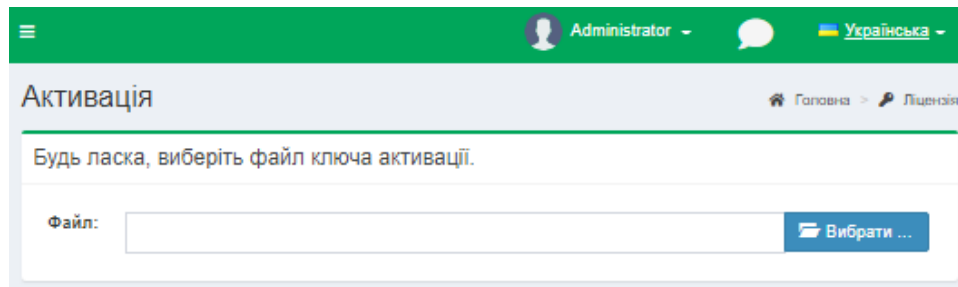 Administrator
Українська
Активація
Головна > Ліцензія
Будь ласка, виберіть файл ключа активації.
Файл:
Вибрати ...